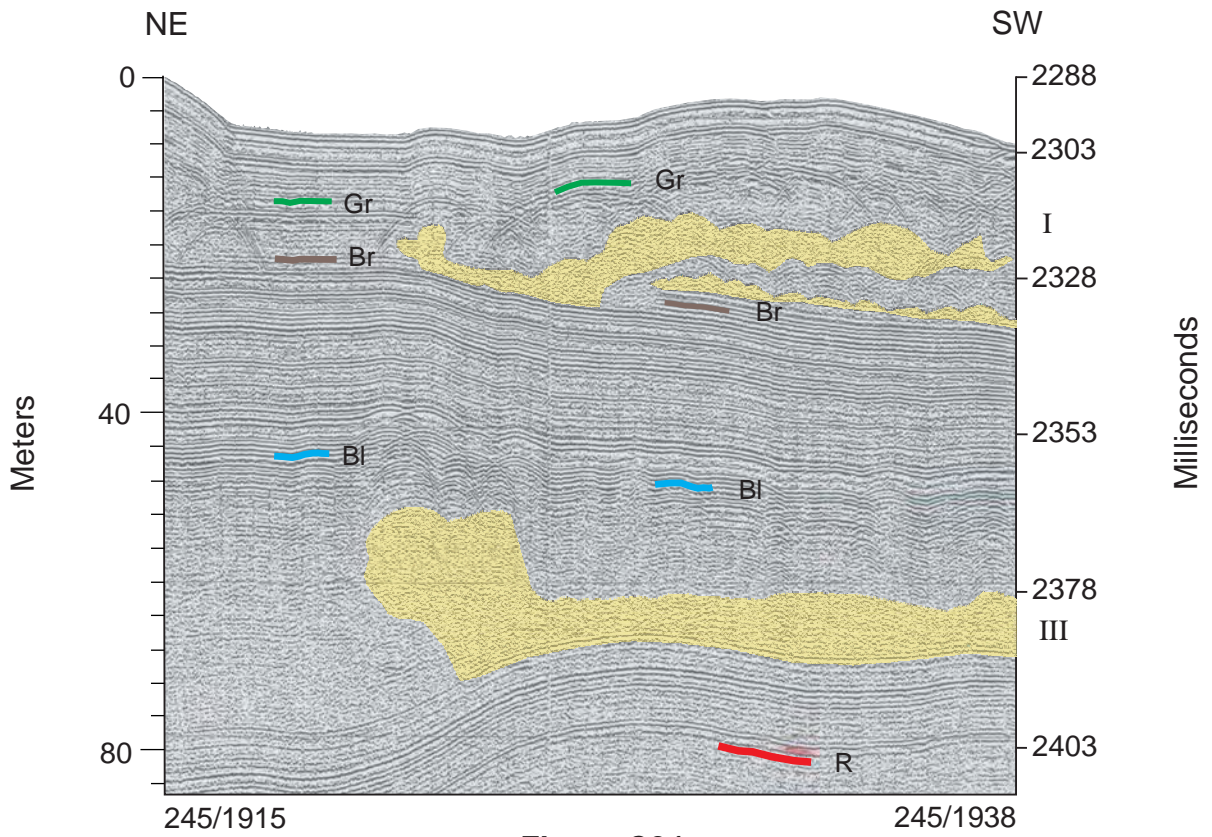 NE
SW
0
2288
2303
Gr
Gr
I
Br
2328
Br
Meters
Milliseconds
40
2353
Bl
Bl
2378
III
80
2403
R
245/1915
245/1938